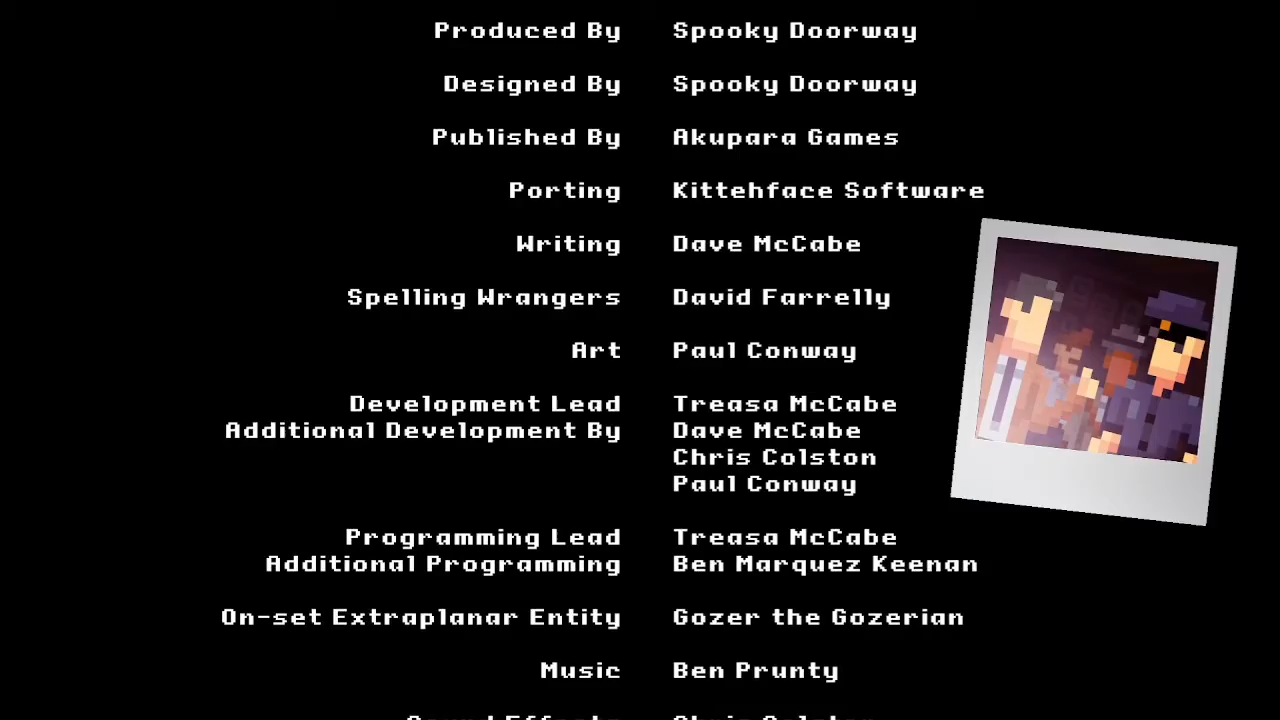 Produced By Spooky Doorway
Designed By Spooky Doorway
Published By Akupara Games
Porting Kittehface Software
Writing Dave McCabe
Spelling Wrangers David Farrelly
Art Paul Conway
Development Lead Treasa McCabe
Additional Development By Dave McCabe
Chris Colston
Paul Conway
Programming Lead Treasa McCabe
Additional Programming Ben Marquez Keenan
On-set Extraplanar Entity Gozer the Gozerian
Music Ben Prunty